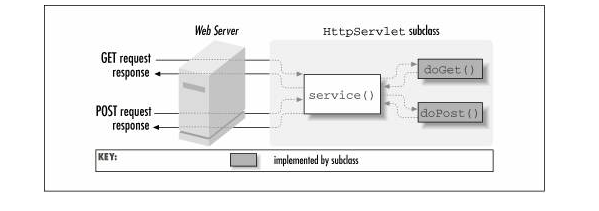 Web Server
HttpServlet subclass
GET request
response
doGet()
service()
POST request
response
doPost()
KEY:
implemented by subclass